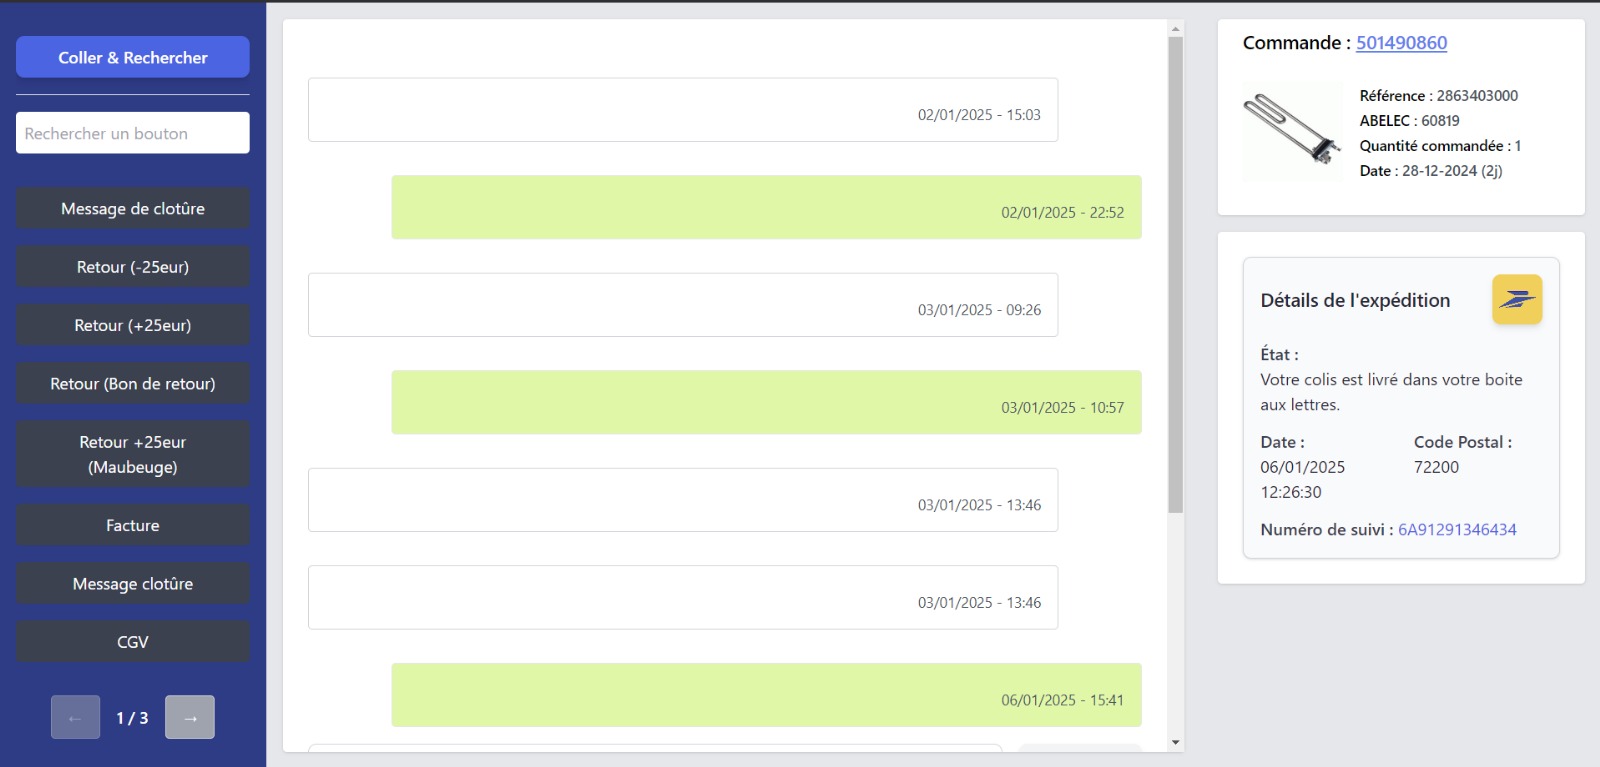 Coller & Rechercher
Rechercher un bouton
Message de clotûre
Retour (-25eur)
Retour (+25eur)
Retour (Bon de retour)
Retour +25eur
(Maubeuge)
Facture
Message clotûre
CGV
← 1 / 3 →
02/01/2025 - 15:03
02/01/2025 - 22:52
03/01/2025 - 09:26
03/01/2025 - 10:57
03/01/2025 - 13:46
03/01/2025 - 13:46
06/01/2025 - 15:41
Commande : 501490860
Référence : 2863403000
ABELEC : 60819
Quantité commandée : 1
Date : 28-12-2024 (2j)
Détails de l'expédition
État :
Votre colis est livré dans votre boite
aux lettres.
Date :
06/01/2025
12:26:30
Code Postal :
72200
Numéro de suivi : 6A91291346434